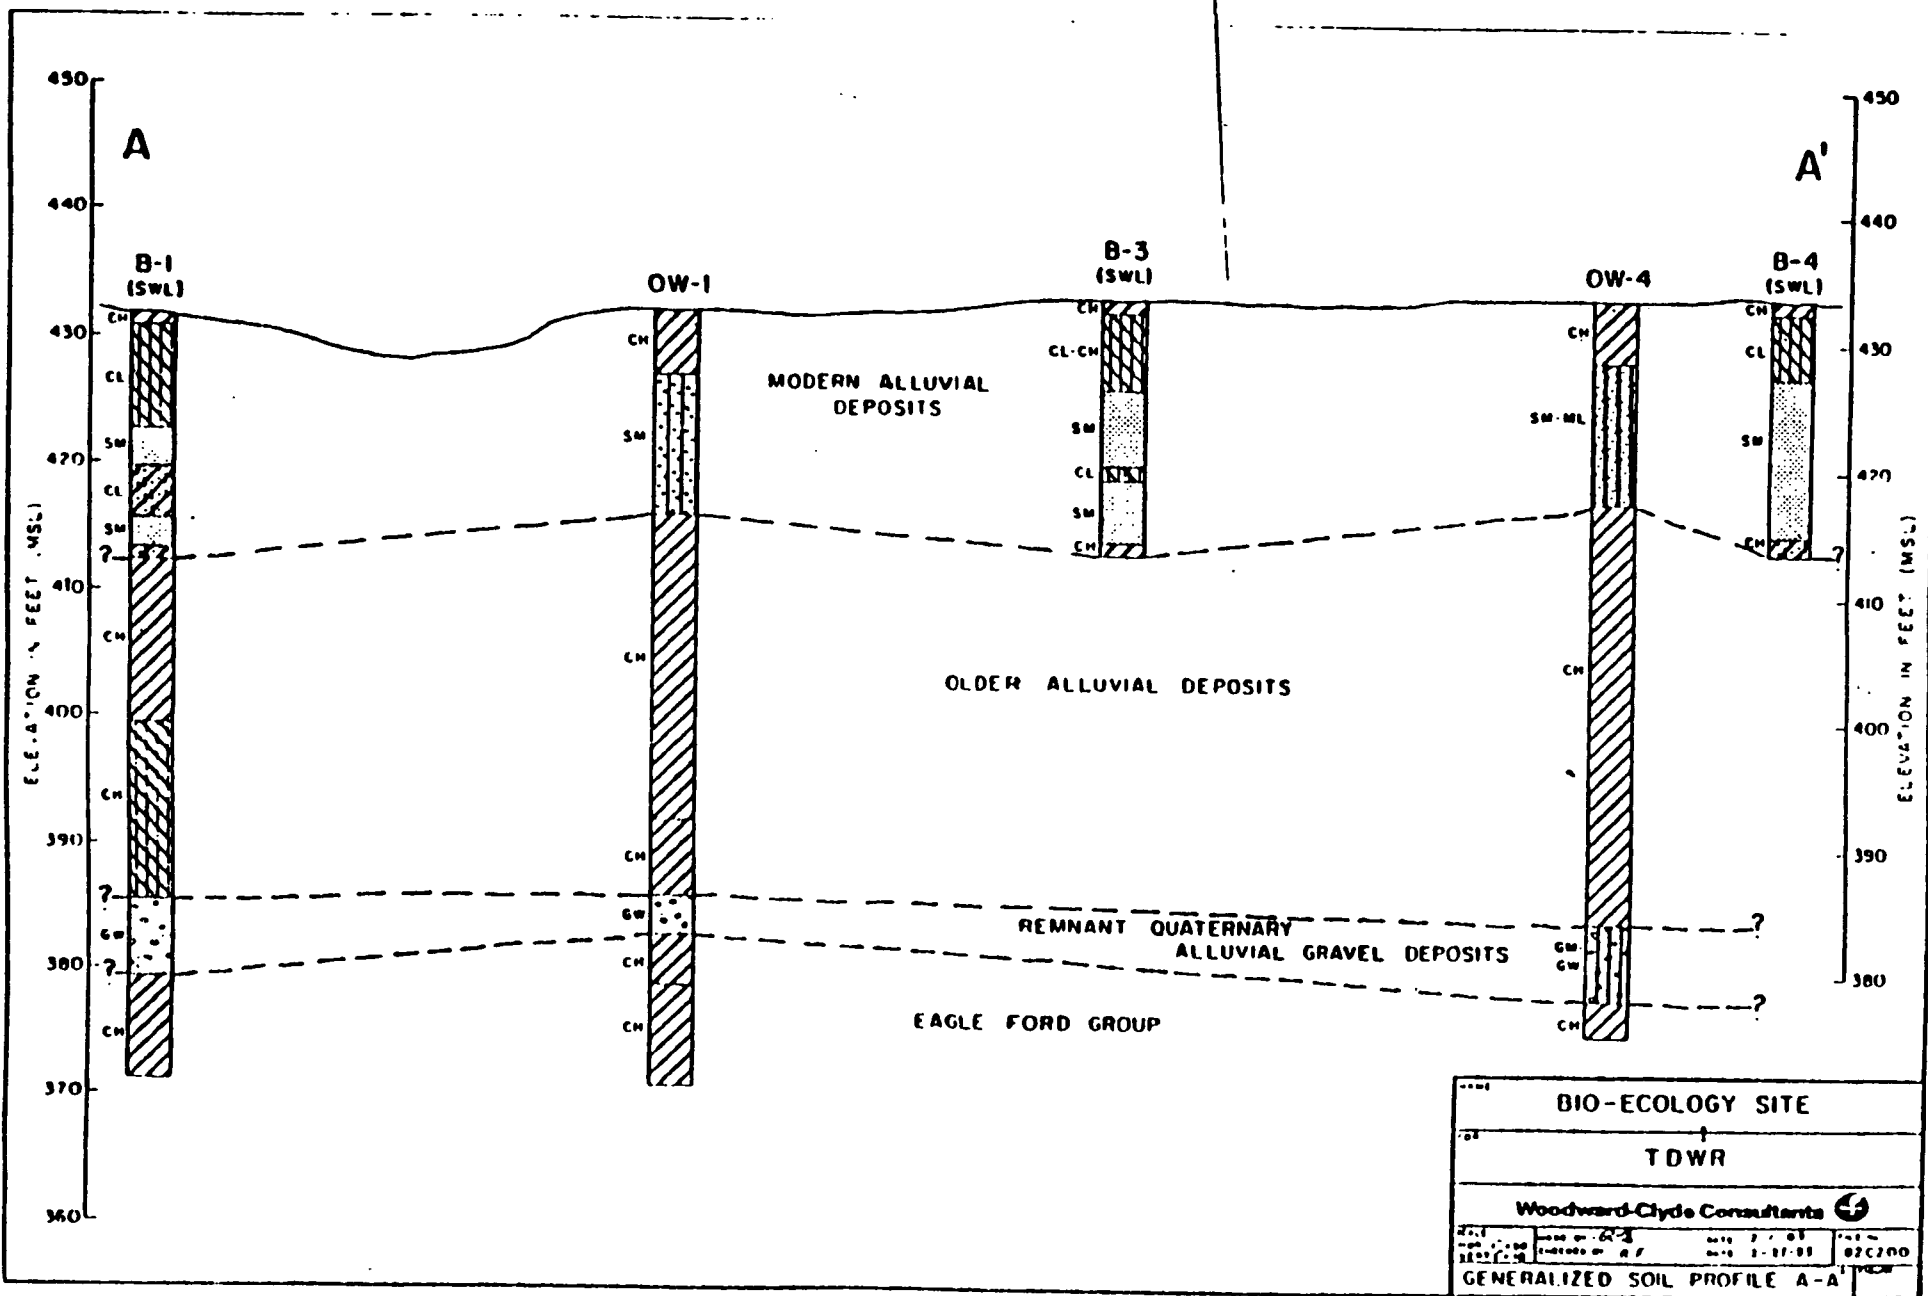 450
440
430
420
410
400
390
380
370
360
450
440
430
420
410
400
390
380
A
A'
B-1
(SWL)
OW-1
B-3
(SWL)
OW-4
B-4
(SWL)
CH
CL
SM
CL
SM
?
CH
CH
?
GW
?
CH
CH
SM
CH
CH
GW
CH
CH
CH
CL-CH
SM
CL
SM
CH
CH
SM-ML
CH
GM
GW
CH
CH
CL
SM
CH
?
?
?
MODERN ALLUVIAL
DEPOSITS
OLDER ALLUVIAL DEPOSITS
REMNANT QUATERNARY
ALLUVIAL GRAVEL DEPOSITS
EAGLE FORD GROUP
FEET (MSL)
ELEVATION IN FEET (MSL)
BIO-ECOLOGY SITE
TDWR
Woodward-Clyde Consultants
82C200
GENERALIZED SOIL PROFILE A-A'